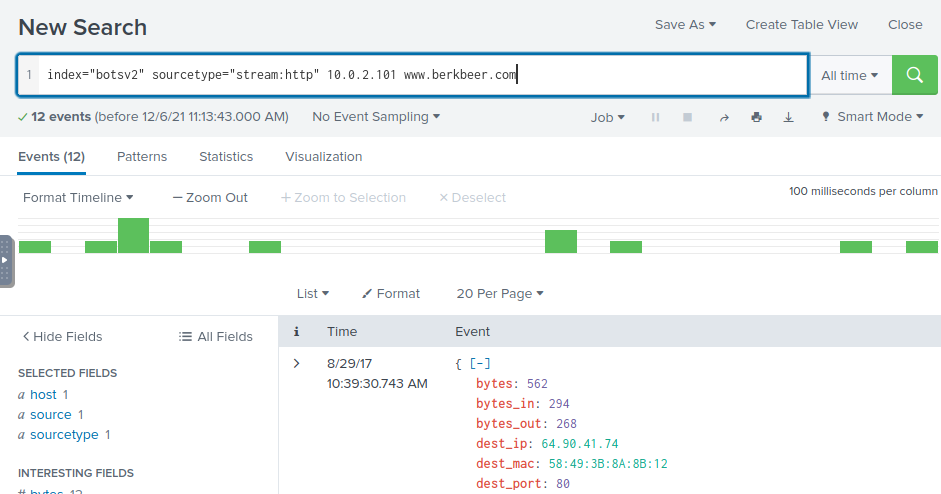 New Search
Save As ▾ Create Table View Close
1 index="botsv2" sourcetype="stream:http" 10.0.2.101 www.berkbeer.com
All time ▾
✓ 12 events (before 12/6/21 11:13:43.000 AM) No Event Sampling ▾
Job ▾ Smart Mode ▾
Events (12) Patterns Statistics Visualization
Format Timeline ▾ — Zoom Out + Zoom to Selection × Deselect
100 milliseconds per column
List ▾ Format 20 Per Page ▾
< Hide Fields All Fields
i Time Event
SELECTED FIELDS
a host 1
a source 1
a sourcetype 1
INTERESTING FIELDS
# bytes 12
> 8/29/17
10:39:30.743 AM
{ [-]
bytes: 562
bytes_in: 294
bytes_out: 268
dest_ip: 64.90.41.74
dest_mac: 58:49:3B:8A:8B:12
dest_port: 80